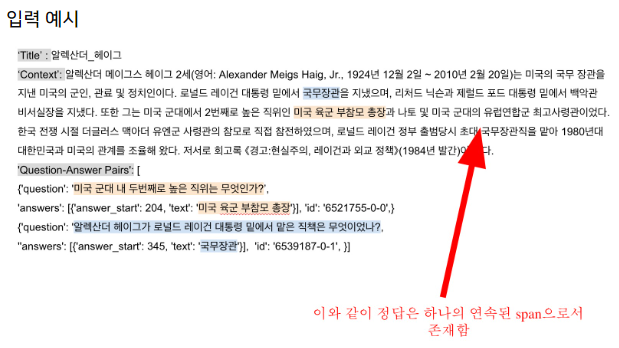 입력 예시
'Title' : 알렉산더_헤이그
'Context': 알렉산더 메이그스 헤이그 2세(영어: Alexander Meigs Haig, Jr., 1924년 12월 2일 ~ 2010년 2월 20일)는 미국의 국무 장관을
지낸 미국의 군인, 관료 및 정치인이다. 로널드 레이건 대통령 밑에서 국무장관을 지냈으며, 리처드 닉슨과 제럴드 포드 대통령 밑에서 백악관
비서실장을 지냈다. 또한 그는 미국 군대에서 2번째로 높은 직위인 미국 육군 부참모 총장과 나토 및 미국 군대의 유럽연합군 최고사령관이었다.
한국 전쟁 시절 더글러스 맥아더 유엔군 사령관의 참모로 직접 참전하였으며, 로널드 레이건 정부 출범당시 초대 국무장관직을 맡아 1980년대
대한민국과 미국의 관계를 조율해 왔다. 저서로 회고록 《경고:현실주의, 레이건과 외교 정책》(1984년 발간)이 다.
'Question-Answer Pairs': [
{'question': '미국 군대 내 두번째로 높은 직위는 무엇인가?',
'answers': [{'answer_start': 204, 'text': '미국 육군 부참모 총장'}], 'id': '6521755-0-0',}
{'question': '알렉산더 헤이그가 로널드 레이건 대통령 밑에서 맡은 직책은 무엇이었나?,
''answers': [{'answer_start': 345, 'text': '국무장관'}], 'id': '6539187-0-1', }]
이와 같이 정답은 하나의 연속된 span으로서
존재함